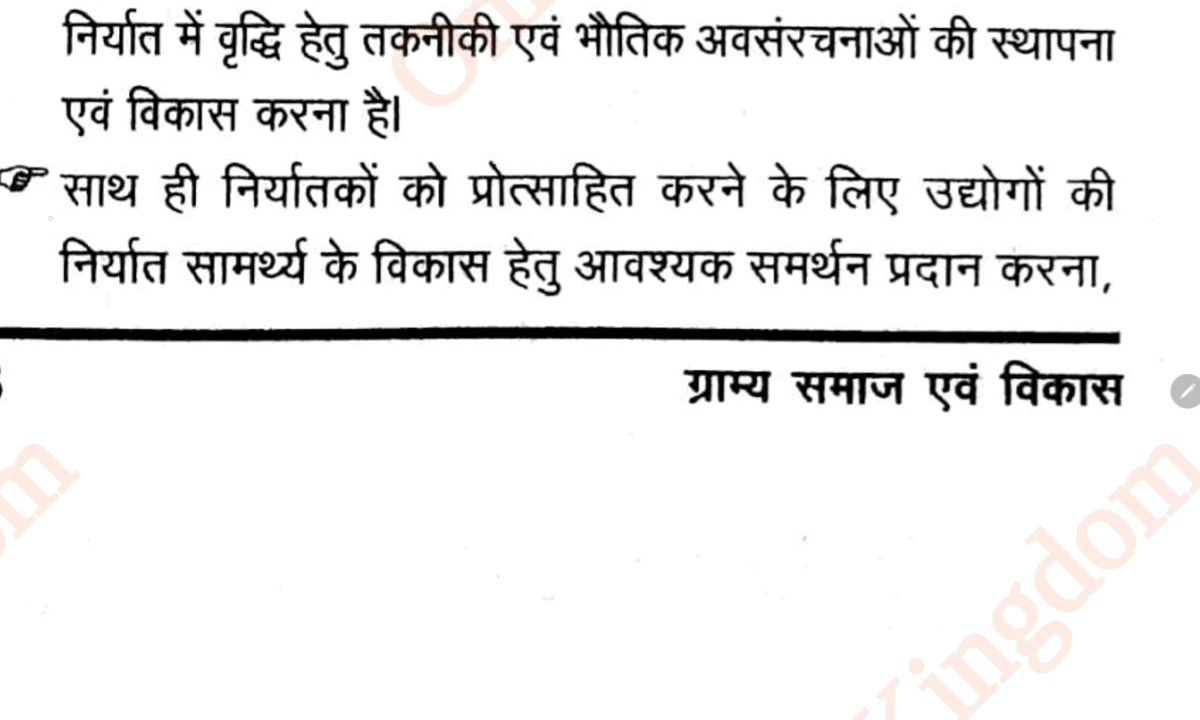 निर्यात में वृद्धि हेतु तकनीकी एवं भौतिक अवसंरचनाओं की स्थापना
एवं विकास करना है।
☞ साथ ही निर्यातकों को प्रोत्साहित करने के लिए उद्योगों की
निर्यात सामर्थ्य के विकास हेतु आवश्यक समर्थन प्रदान करना,
ग्राम्य समाज एवं विकास
Kingdom